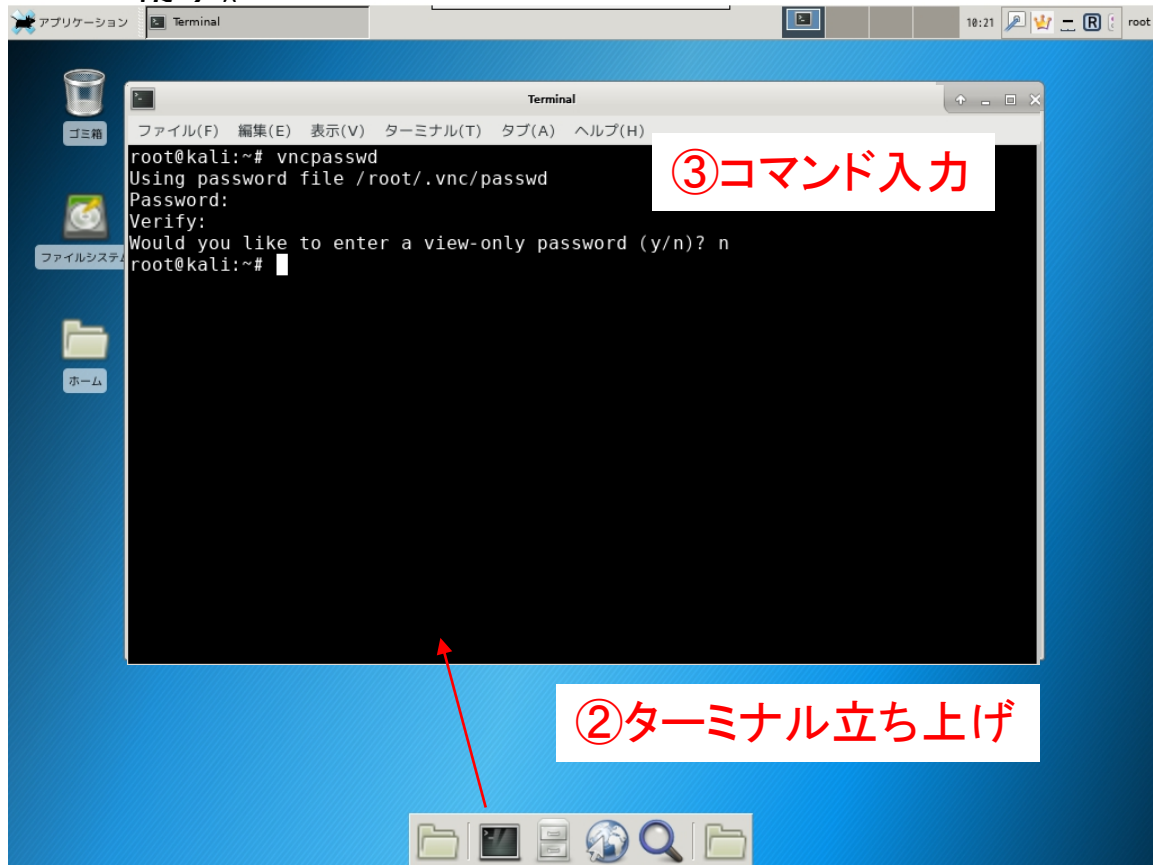 アプリケーション
Terminal
10:21
R
root
ゴミ箱
ファイルシステム
ホーム
Terminal
ファイル(F) 編集(E) 表示(V) ターミナル(T) タブ(A) ヘルプ(H)
root@kali:~# vncpasswd
Using password file /root/.vnc/passwd
Password:
Verify:
Would you like to enter a view-only password (y/n)? n
root@kali:~#
③コマンド入力
②ターミナル立ち上げ